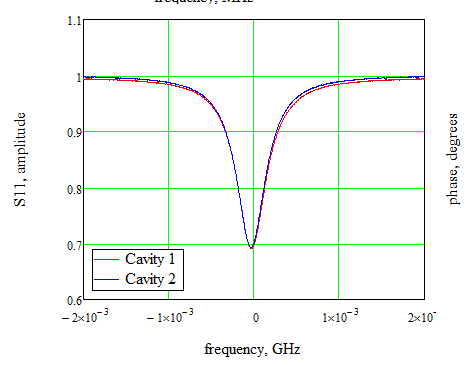 frequency, MHz
1.1
1
0.9
0.8
0.7
0.6
S11, amplitude
phase, degrees
Cavity 1
Cavity 2
−2×10⁻³ −1×10⁻³ 0 1×10⁻³ 2×10⁻
frequency, GHz